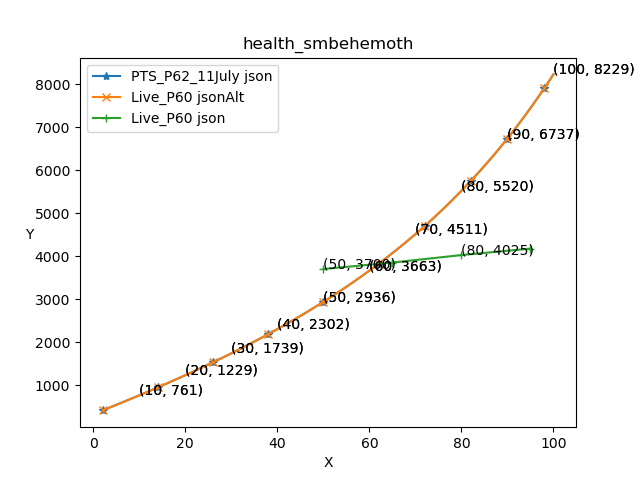 health_smbehemoth
PTS_P62_11July json
Live_P60 jsonAlt
Live_P60 json
(100, 8229)
(90, 6737)
(80, 5520)
(70, 4511)
(80, 4025)
(50, 3700)
(60, 3663)
(50, 2936)
(40, 2302)
(30, 1739)
(20, 1229)
(10, 761)
8000
7000
6000
5000
4000
3000
2000
1000
Y
0 20 40 60 80 100
X